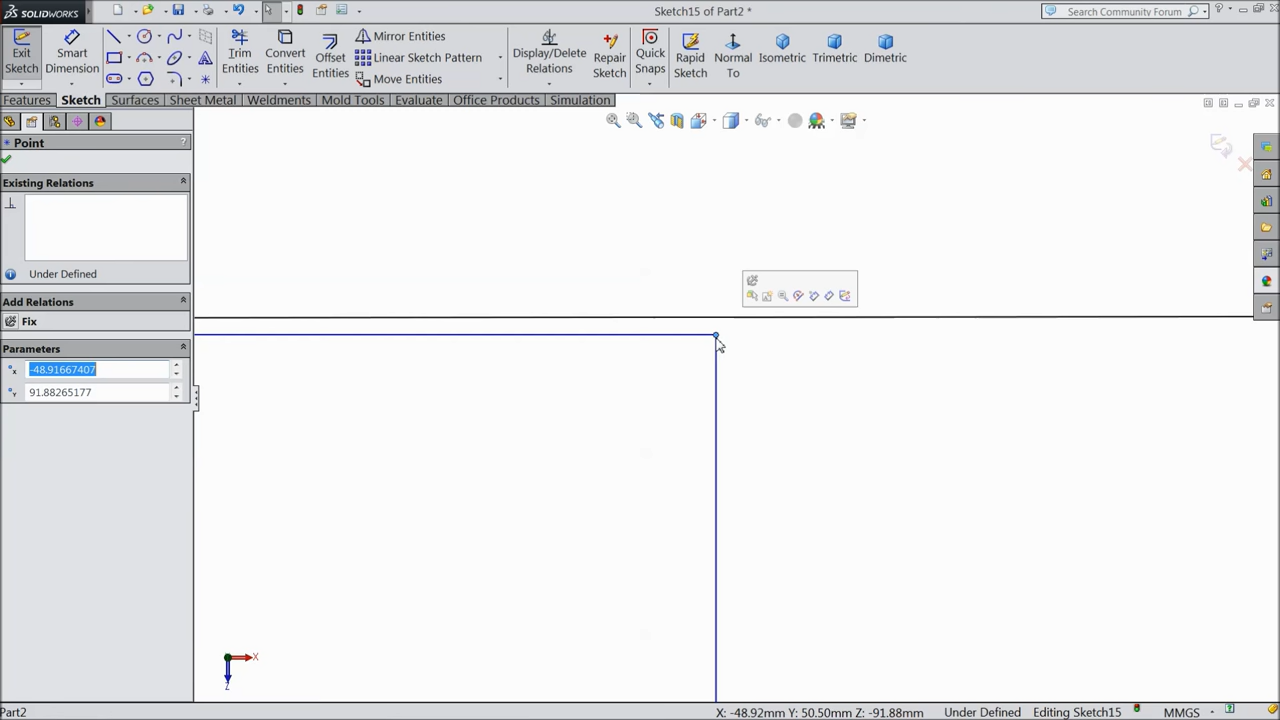 SOLIDWORKS
Sketch15 of Part2 *
Search Community Forum
Exit Sketch
Smart Dimension
Trim Entities
Convert Entities
Offset Entities
Mirror Entities
Linear Sketch Pattern
Move Entities
Display/Delete Relations
Repair Sketch
Quick Snaps
Rapid Sketch
Normal To
Isometric
Trimetric
Dimetric
Features
Sketch
Surfaces
Sheet Metal
Weldments
Mold Tools
Evaluate
Office Products
Simulation
Point
?
Existing Relations
Under Defined
Add Relations
Fix
Parameters
-48.91667407
91.88265177
X
Z
Part2
X: -48.92mm Y: 50.50mm Z: -91.88mm
Under Defined
Editing Sketch15
MMGS